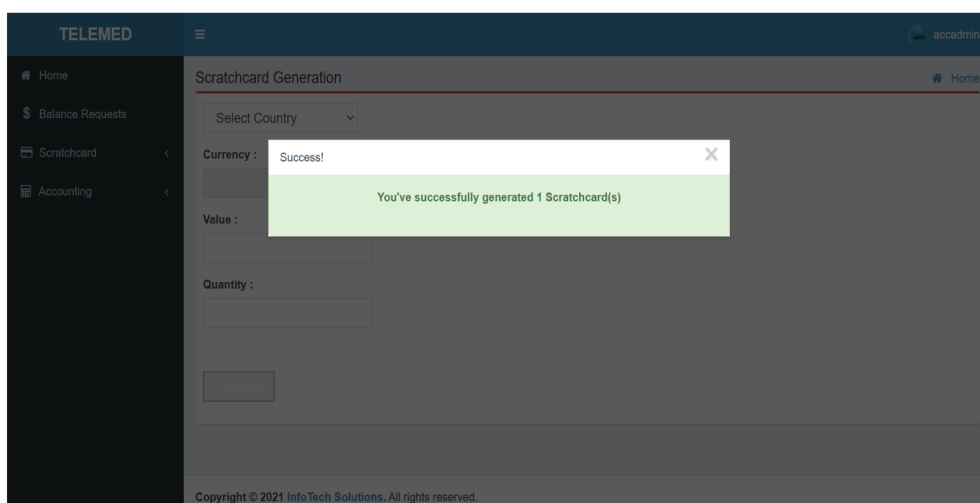 TELEMED
accadmin
Home
Scratchcard Generation
Home
$ Balance Requests
Select Country
Scratchcard
Currency :
Success!
Accounting
You've successfully generated 1 Scratchcard(s)
Value :
Quantity :
Generate
Copyright © 2021 InfoTech Solutions. All rights reserved.